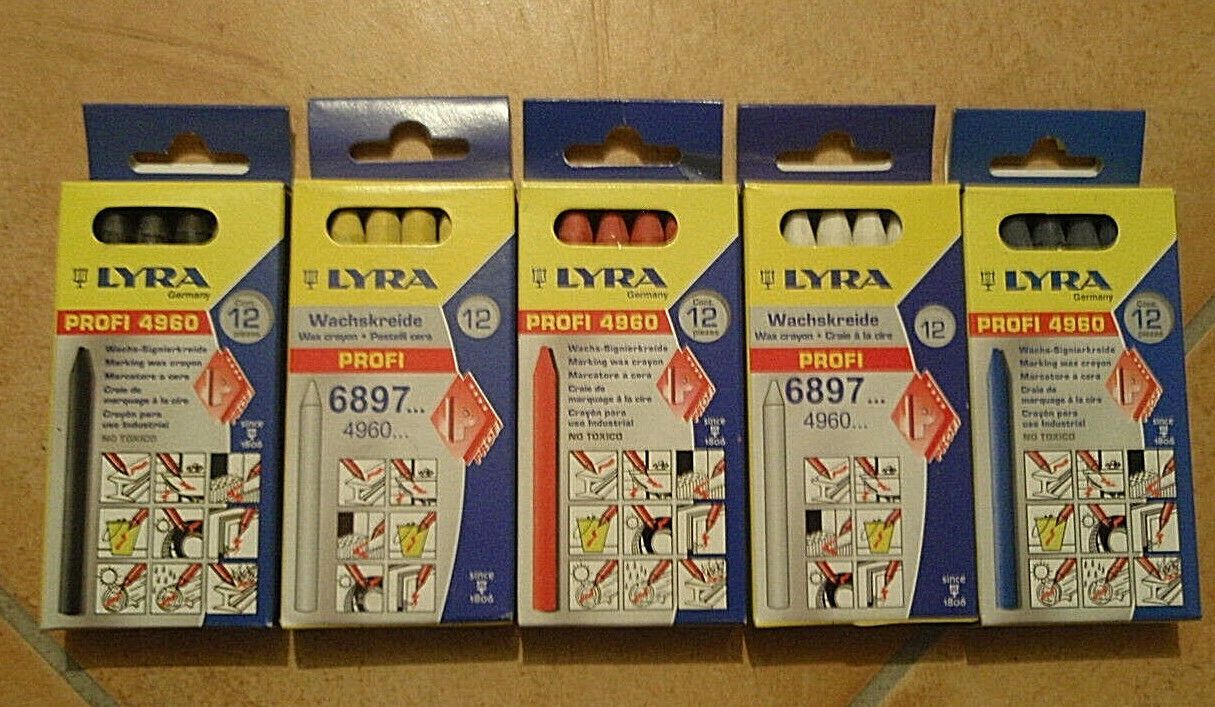 LYRA
Germany
PROFI 4960
Cont.
12
pieces
Wachs-Signierkreide
Marking wax crayon
Marcatore a cera
Craie de
marquage à la cire
Crayón para
uso Industrial
NO TOXICO
PROFI
since
1806
LYRA
12
Wachskreide
Wax crayon • Pastelli cera
PROFI
6897...
4960...
PROFI
since
1806
LYRA
Germany
PROFI 4960
Cont.
12
pieces
Wachs-Signierkreide
Marking wax crayon
Marcatore a cera
Craie de
marquage à la cire
Crayón para
uso Industrial
NO TOXICO
PROFI
since
1806
LYRA
12
Wachskreide
Wax crayon • Craie à la cire
PROFI
6897...
4960...
PROFI
since
1806
LYRA
Germany
PROFI 4960
Cont.
12
pieces
Wachs-Signierkreide
Marking wax crayon
Marcatore a cera
Craie de
marquage à la cire
Crayón para
uso Industrial
NO TOXICO
PROFI
since
1806